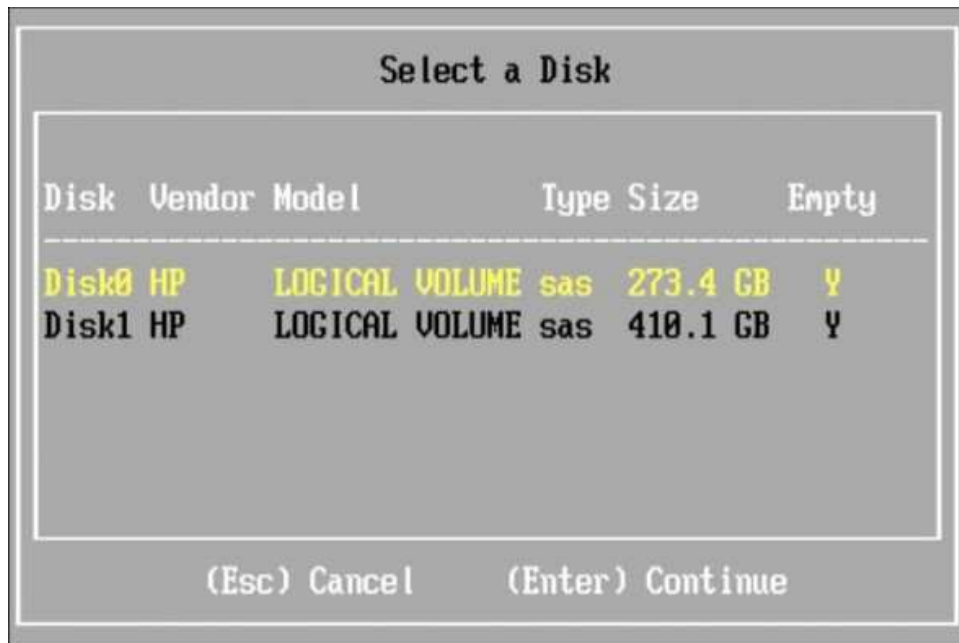 Select a Disk
Disk Vendor Model Type Size Empty
Disk0 HP LOGICAL VOLUME sas 273.4 GB Y
Disk1 HP LOGICAL VOLUME sas 410.1 GB Y
(Esc) Cancel (Enter) Continue